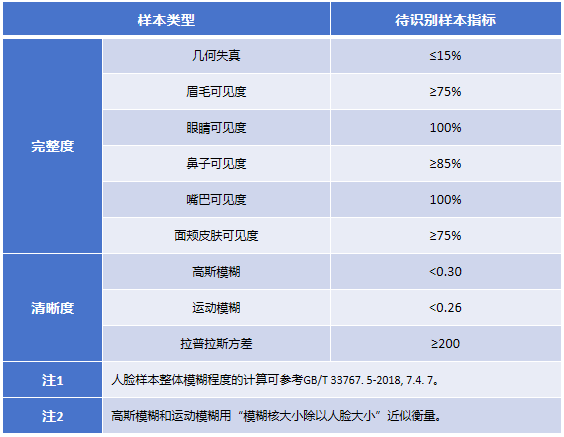 样本类型 待识别样本指标
完整度
几何失真 ≤15%
眉毛可见度 ≥75%
眼睛可见度 100%
鼻子可见度 ≥85%
嘴巴可见度 100%
面颊皮肤可见度 ≥75%
清晰度
高斯模糊 <0.30
运动模糊 <0.26
拉普拉斯方差 ≥200
注1 人脸样本整体模糊程度的计算可参考GB/T 33767. 5-2018, 7.4. 7。
注2 高斯模糊和运动模糊用“模糊核大小除以人脸大小”近似衡量。